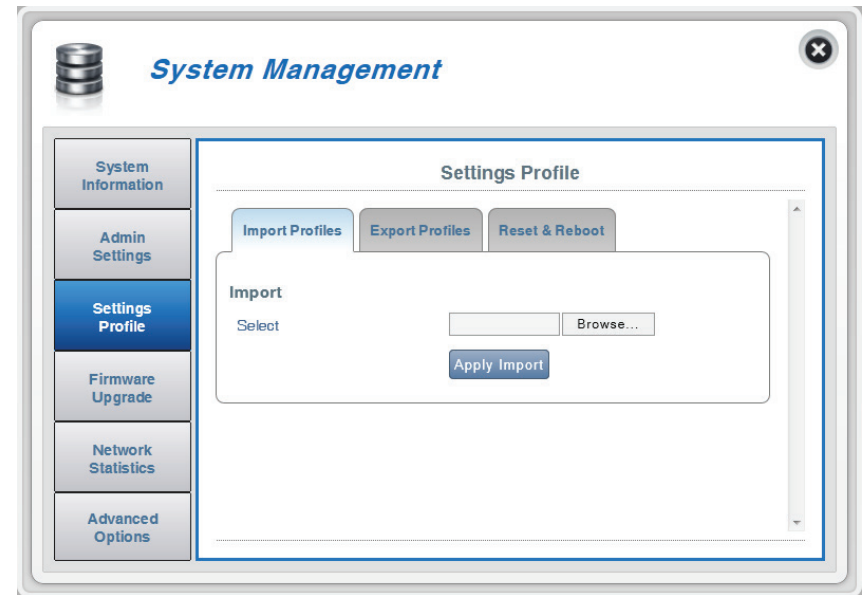 System Management
System
Information
Admin
Settings
Settings
Profile
Firmware
Upgrade
Network
Statistics
Advanced
Options
Settings Profile
Import Profiles
Export Profiles
Reset & Reboot
Import
Select
Browse...
Apply Import